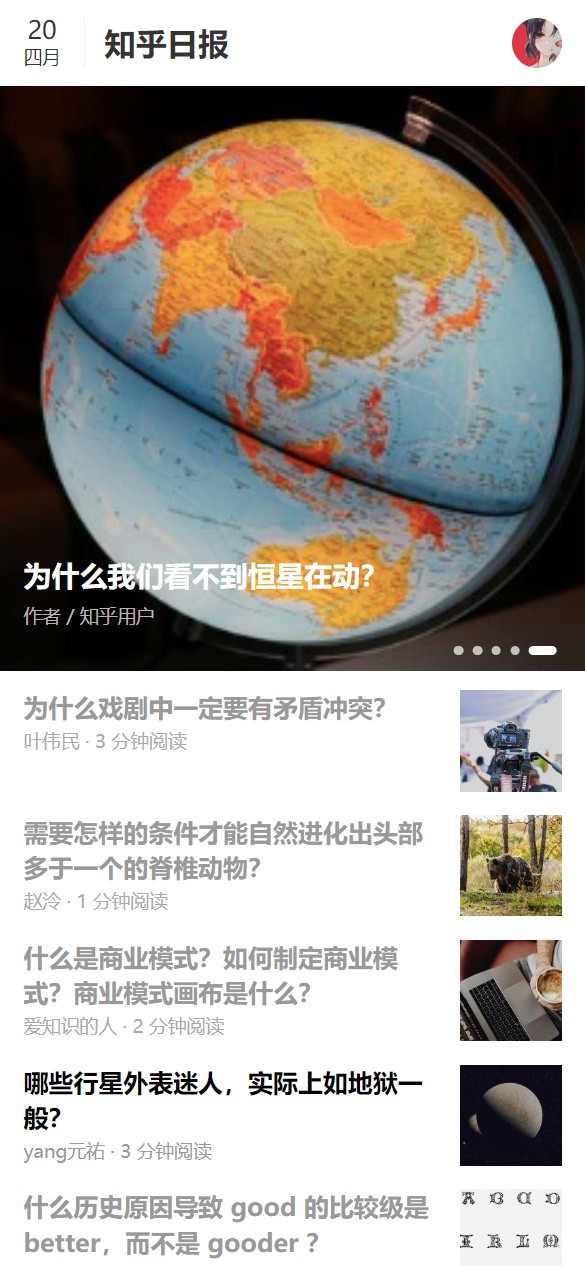 20
四月
知乎日报
为什么我们看不到恒星在动？
作者 / 知乎用户
为什么戏剧中一定要有矛盾冲突？
叶伟民 · 3 分钟阅读
需要怎样的条件才能自然进化出头部
多于一个的脊椎动物？
赵泠 · 1 分钟阅读
什么是商业模式？如何制定商业模
式？商业模式画布是什么？
爱知识的人 · 2 分钟阅读
哪些行星外表迷人，实际上如地狱一
般？
yang元祐 · 3 分钟阅读
什么历史原因导致 good 的比较级是
better，而不是 gooder ？